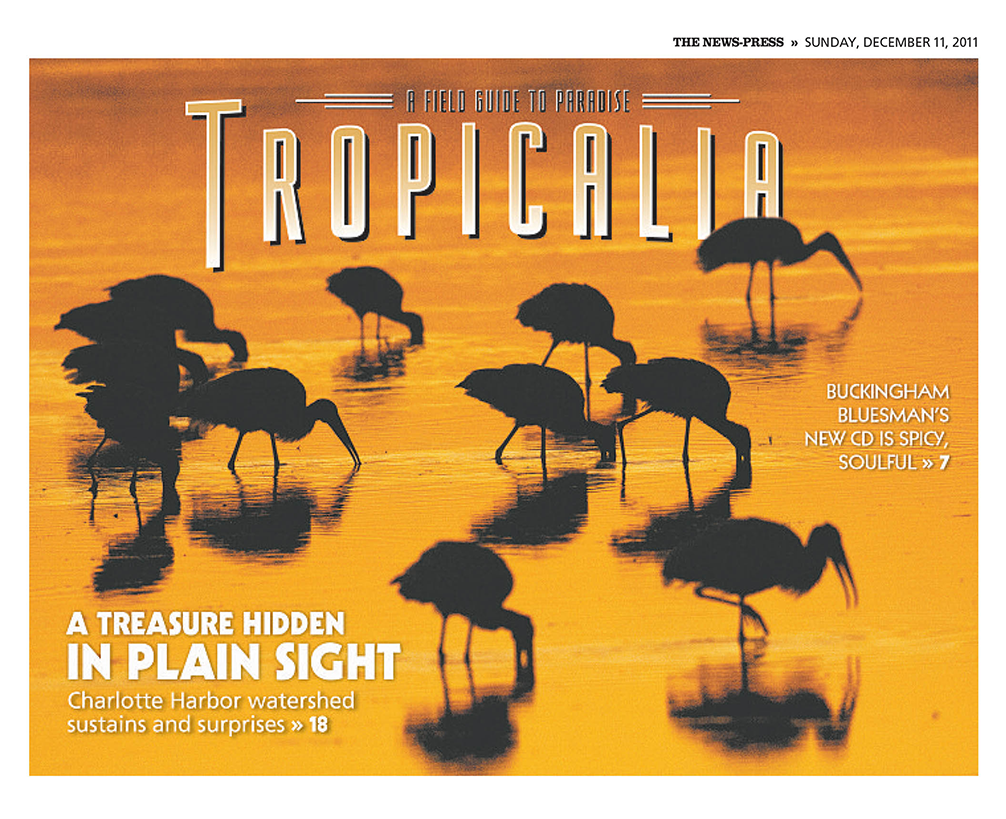 THE NEWS-PRESS » SUNDAY, DECEMBER 11, 2011
A FIELD GUIDE TO PARADISE
TROPICALIA
BUCKINGHAM
BLUESMAN'S
NEW CD IS SPICY,
SOULFUL » 7
A TREASURE HIDDEN
IN PLAIN SIGHT
Charlotte Harbor watershed
sustains and surprises » 18